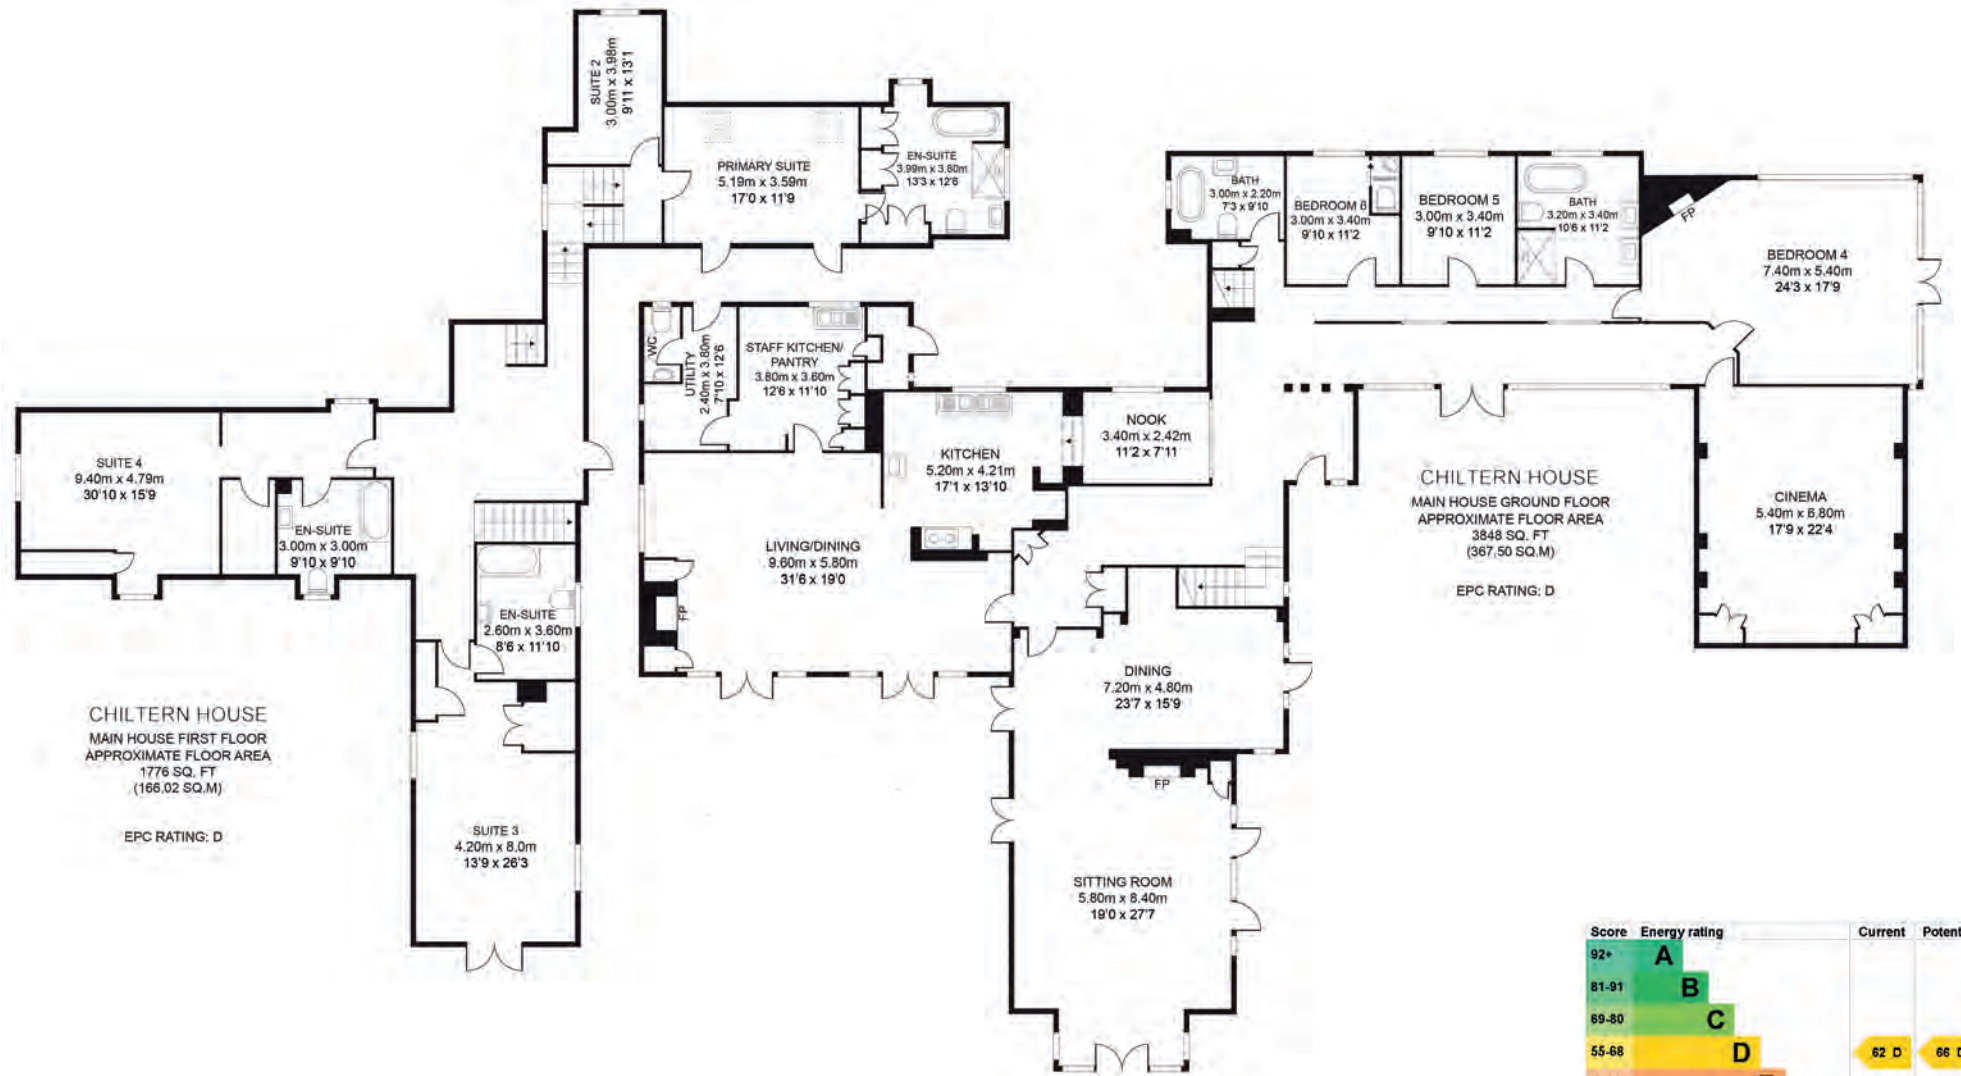 SUITE 2
3.00m x 3.98m
9'11 x 13'1
PRIMARY SUITE
5.19m x 3.59m
17'0 x 11'9
EN-SUITE
3.99m x 3.80m
13'3 x 12'6
BATH
3.00m x 2.20m
7'3 x 9'10
BEDROOM 6
3.00m x 3.40m
9'10 x 11'2
BEDROOM 5
3.00m x 3.40m
9'10 x 11'2
BATH
3.20m x 3.40m
10'6 x 11'2
FP
BEDROOM 4
7.40m x 5.40m
24'3 x 17'9
WC
UTILITY
2.40m x 3.80m
7'10 x 12'6
STAFF KITCHEN/
PANTRY
3.80m x 3.60m
12'6 x 11'10
NOOK
3.40m x 2.42m
11'2 x 7'11
KITCHEN
5.20m x 4.21m
17'1 x 13'10
SUITE 4
9.40m x 4.79m
30'10 x 15'9
EN-SUITE
3.00m x 3.00m
9'10 x 9'10
LIVING/DINING
9.60m x 5.80m
31'6 x 19'0
FP
CHILTERN HOUSE
MAIN HOUSE GROUND FLOOR
APPROXIMATE FLOOR AREA
3848 SQ. FT
(367.50 SQ.M)
EPC RATING: D
CINEMA
5.40m x 6.80m
17'9 x 22'4
EN-SUITE
2.60m x 3.60m
8'6 x 11'10
DINING
7.20m x 4.80m
23'7 x 15'9
FP
CHILTERN HOUSE
MAIN HOUSE FIRST FLOOR
APPROXIMATE FLOOR AREA
1776 SQ. FT
(166.02 SQ.M)
EPC RATING: D
SUITE 3
4.20m x 8.0m
13'9 x 26'3
SITTING ROOM
5.80m x 8.40m
19'0 x 27'7
Score Energy rating Current Potent
92+ A
81-91 B
69-80 C
55-68 D 62 D 66 D